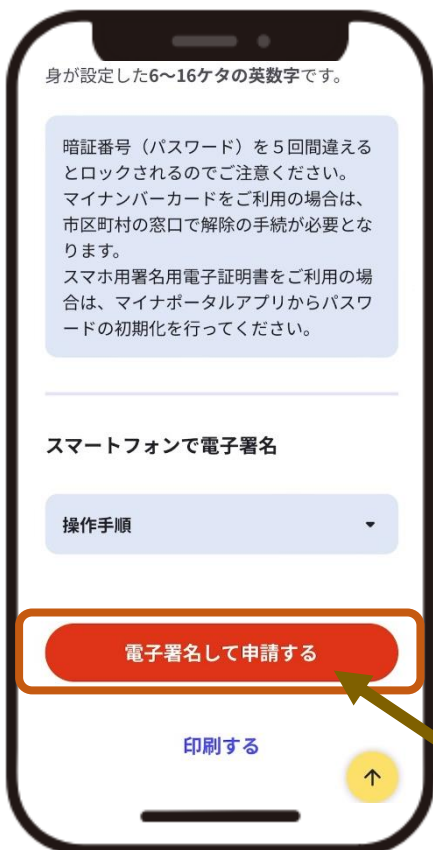 身が設定した6〜16ケタの英数字です。
暗証番号（パスワード）を５回間違える
とロックされるのでご注意ください。
マイナンバーカードをご利用の場合は、
市区町村の窓口で解除の手続が必要とな
ります。
スマホ用署名用電子証明書をご利用の場
合は、マイナポータルアプリからパスワ
ードの初期化を行ってください。
スマートフォンで電子署名
操作手順
電子署名して申請する
印刷する